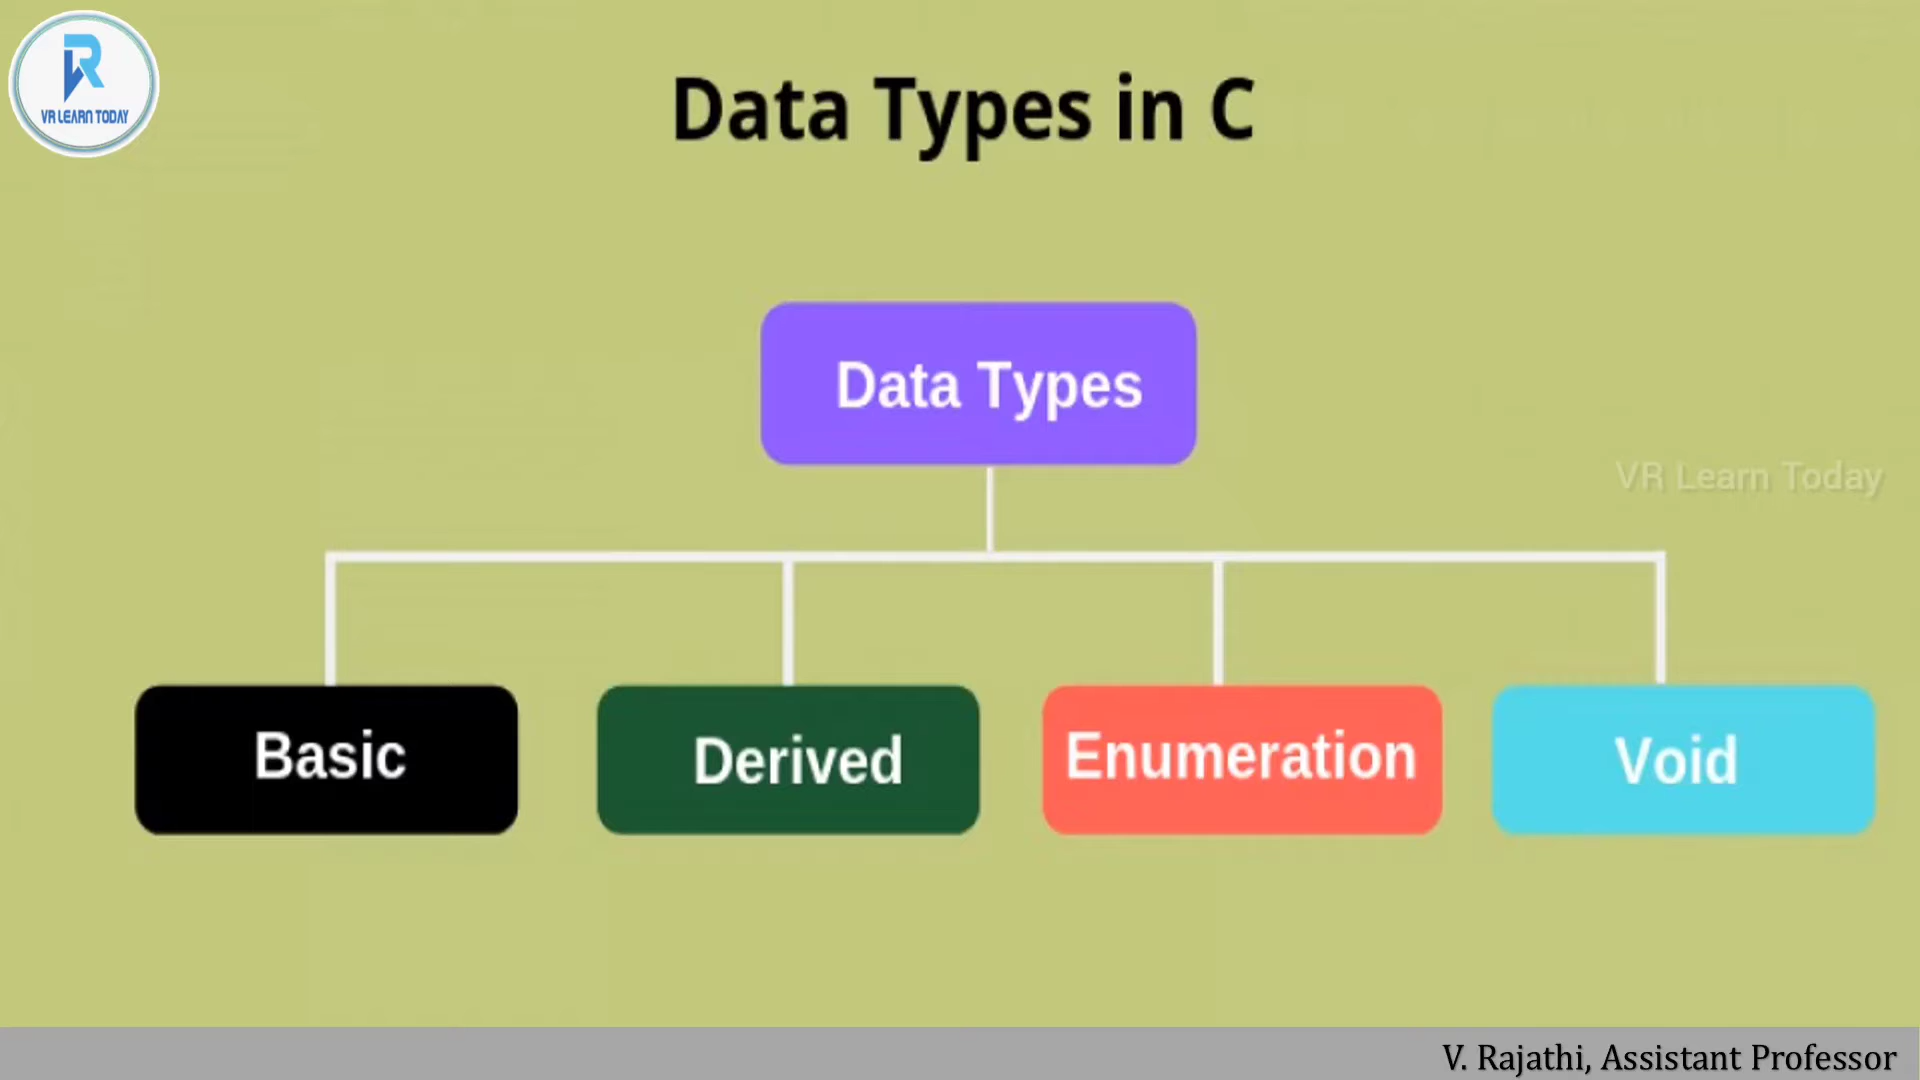 VR LEARN TODAY
Data Types in C
Data Types
VR Learn Today
Basic
Derived
Enumeration
Void
V. Rajathi, Assistant Professor